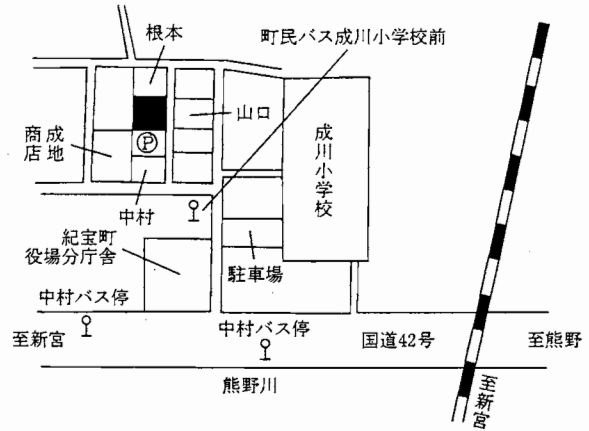 根本
町民バス成川小学校前
山口
成地
商店
Ⓟ
成川小学校
中村
紀宝町
役場分庁舎
駐車場
中村バス停
中村バス停
至新宮
国道42号
至熊野
熊野川
至新宮